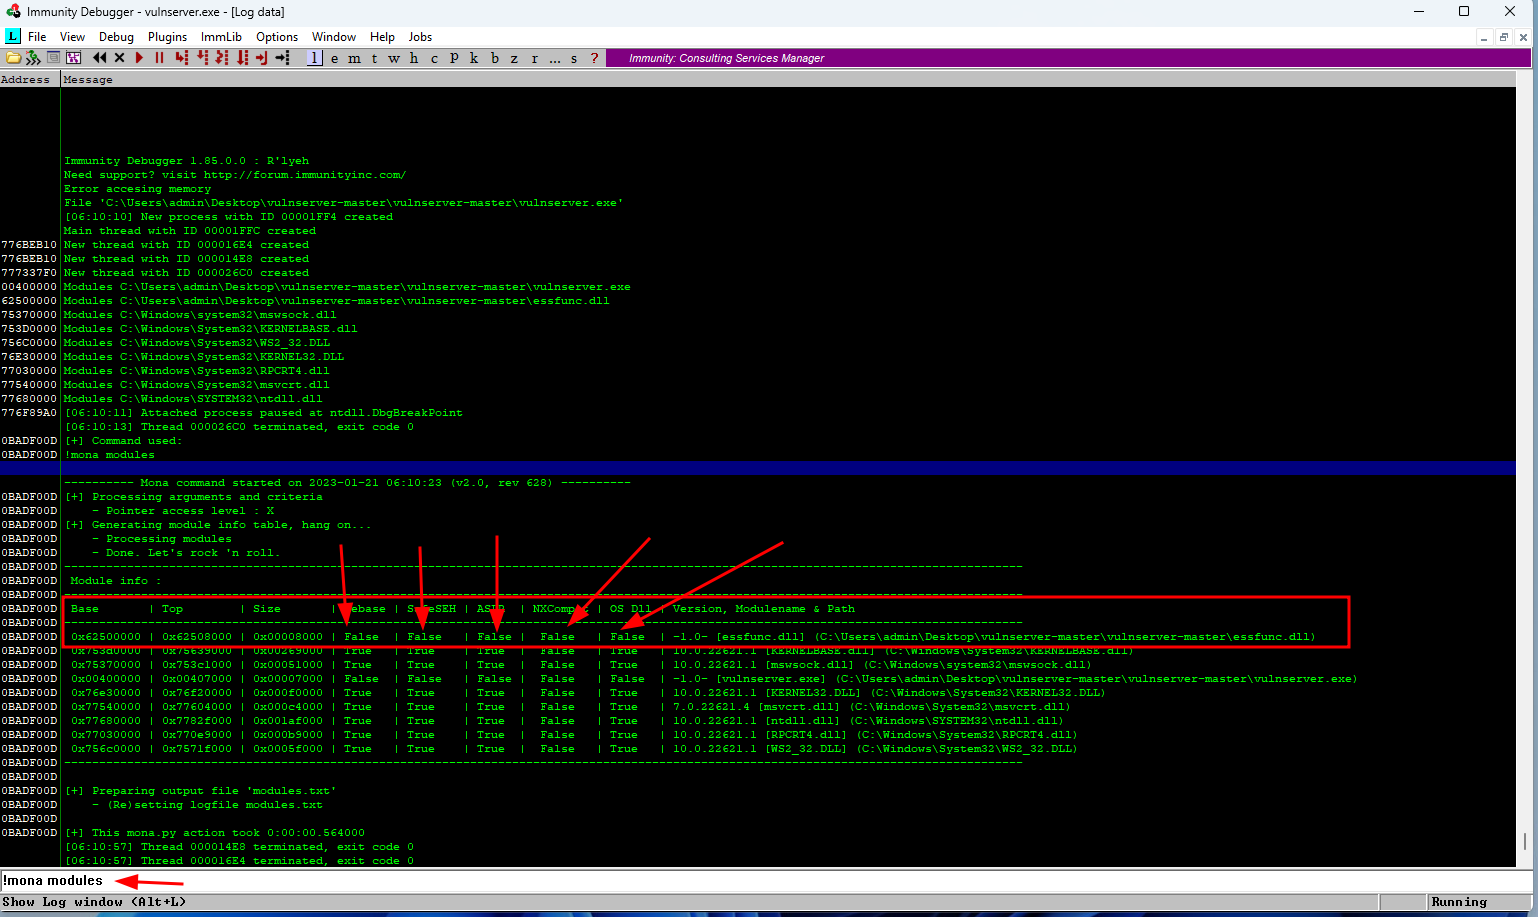 Immunity Debugger - vulnserver.exe - [Log data]
L File View Debug Plugins ImmLib Options Window Help Jobs
l e m t w h c P k b z r ... s ? Immunity: Consulting Services Manager
Address Message
Immunity Debugger 1.85.0.0 : R'lyeh
Need support? visit http://forum.immunityinc.com/
Error accesing memory
File 'C:\Users\admin\Desktop\vulnserver-master\vulnserver-master\vulnserver.exe'
[06:10:10] New process with ID 00001FF4 created
Main thread with ID 00001FFC created
776BEB10 New thread with ID 000016E4 created
776BEB10 New thread with ID 000014E8 created
777337F0 New thread with ID 000026C0 created
00400000 Modules C:\Users\admin\Desktop\vulnserver-master\vulnserver-master\vulnserver.exe
62500000 Modules C:\Users\admin\Desktop\vulnserver-master\vulnserver-master\essfunc.dll
75370000 Modules C:\Windows\system32\mswsock.dll
753D0000 Modules C:\Windows\System32\KERNELBASE.dll
756C0000 Modules C:\Windows\System32\WS2_32.DLL
76E30000 Modules C:\Windows\System32\KERNEL32.DLL
77030000 Modules C:\Windows\System32\RPCRT4.dll
77540000 Modules C:\Windows\System32\msvcrt.dll
77680000 Modules C:\Windows\SYSTEM32\ntdll.dll
776F89A0 [06:10:11] Attached process paused at ntdll.DbgBreakPoint
[06:10:13] Thread 000026C0 terminated, exit code 0
0BADF00D [+] Command used:
0BADF00D !mona modules
---------- Mona command started on 2023-01-21 06:10:23 (v2.0, rev 628) ----------
0BADF00D [+] Processing arguments and criteria
0BADF00D - Pointer access level : X
0BADF00D [+] Generating module info table, hang on...
0BADF00D - Processing modules
0BADF00D - Done. Let's rock 'n roll.
0BADF00D
0BADF00D Module info :
0BADF00D
0BADF00D Base | Top | Size | | | | | OS Dll | Version, Modulename & Path
0BADF00D
0BADF00D 0x62500000 | 0x62508000 | 0x00008000 | False | False | False | False | False | -1.0- [essfunc.dll] (C:\Users\admin\Desktop\vulnserver-master\vulnserver-master\essfunc.dll)
0BADF00D 0x753d0000 | 0x75639000 | 0x00269000 | True | True | True | False | True | 10.0.22621.1 [KERNELBASE.dll] (C:\Windows\System32\KERNELBASE.dll)
0BADF00D 0x75370000 | 0x753c1000 | 0x00051000 | True | True | True | False | True | 10.0.22621.1 [mswsock.dll] (C:\Windows\system32\mswsock.dll)
0BADF00D 0x00400000 | 0x00407000 | 0x00007000 | False | False | False | False | False | -1.0- [vulnserver.exe] (C:\Users\admin\Desktop\vulnserver-master\vulnserver-master\vulnserver.exe)
0BADF00D 0x76e30000 | 0x76f20000 | 0x000f0000 | True | True | True | False | True | 10.0.22621.1 [KERNEL32.DLL] (C:\Windows\System32\KERNEL32.DLL)
0BADF00D 0x77540000 | 0x77604000 | 0x000c4000 | True | True | True | False | True | 7.0.22621.4 [msvcrt.dll] (C:\Windows\System32\msvcrt.dll)
0BADF00D 0x77680000 | 0x7782f000 | 0x001af000 | True | True | True | False | True | 10.0.22621.1 [ntdll.dll] (C:\Windows\SYSTEM32\ntdll.dll)
0BADF00D 0x77030000 | 0x770e9000 | 0x000b9000 | True | True | True | False | True | 10.0.22621.1 [RPCRT4.dll] (C:\Windows\System32\RPCRT4.dll)
0BADF00D 0x756c0000 | 0x7571f000 | 0x0005f000 | True | True | True | False | True | 10.0.22621.1 [WS2_32.DLL] (C:\Windows\System32\WS2_32.DLL)
0BADF00D
0BADF00D
0BADF00D [+] Preparing output file 'modules.txt'
0BADF00D - (Re)setting logfile modules.txt
0BADF00D
0BADF00D [+] This mona.py action took 0:00:00.564000
[06:10:57] Thread 000014E8 terminated, exit code 0
[06:10:57] Thread 000016E4 terminated, exit code 0
!mona modules
Show Log window (Alt+L) Running